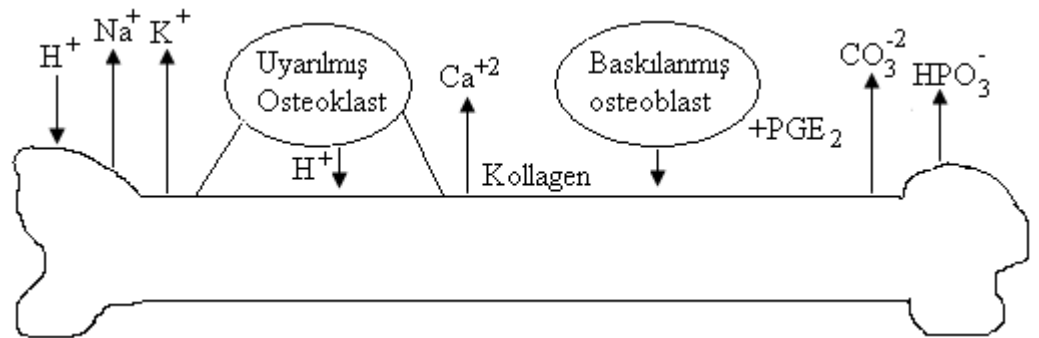 H⁺ Na⁺ K⁺
Uyarılmış
Osteoklast
H⁺
Ca⁺²
Kollagen
Baskılanmış
osteoblast
+PGE₂
CO₃⁻²
HPO₃⁻